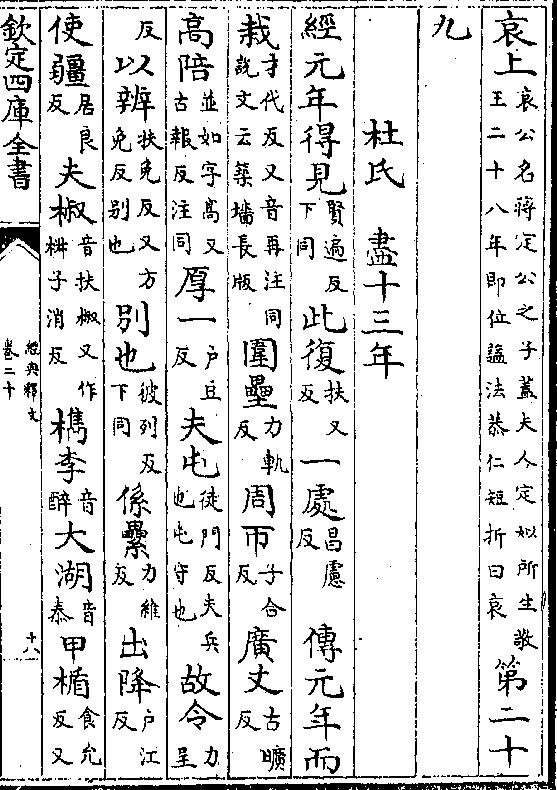 哀上哀公名蔣定公之子蓋夫人定姒所生敬王二十八年即位諡法恭仁短折曰哀第二十
九
杜氏　盡十三年
經元年得見賢遍反下同此復扶又反一處昌慮反傳元年而
栽才代反又音再注同説文云築墻長版圍壘力軌反周帀子合反廣丈古曠反
高陪並如字髙又古報反注同厚一戶豆反夫屯徒門反夫兵也屯守也故令力呈
反以辨扶免反又方免反别也别也彼列反下同係纍力維反出降戶江反
使疆居良反夫椒音扶椒又作𣓌子消反檇李音醉大湖音泰甲楯食允反又
欽定四庫全書
經典釋文
卷二十
十八